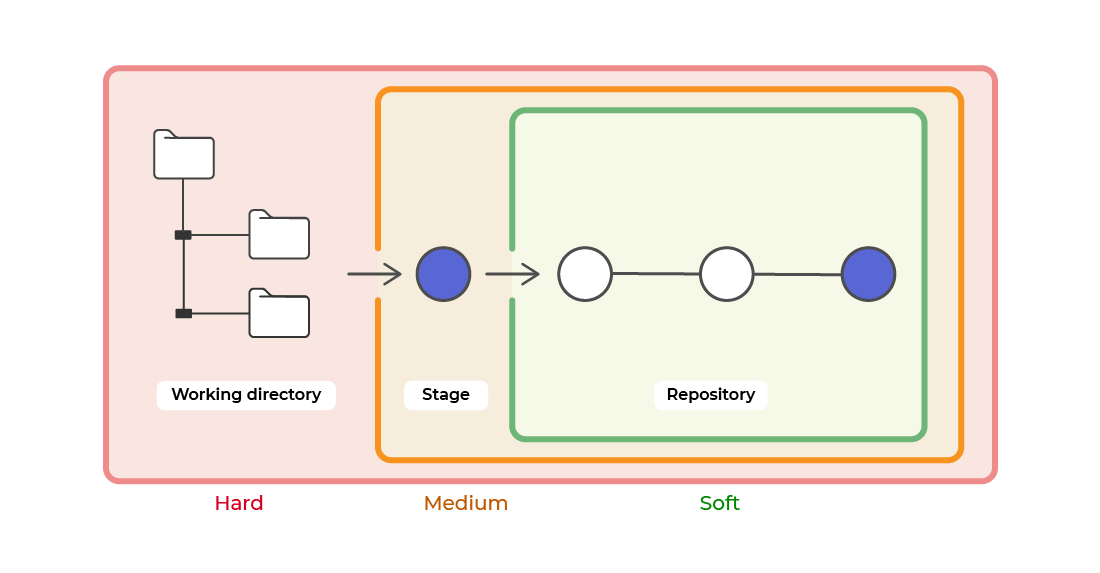 Working directory
Stage
Repository
Hard
Medium
Soft